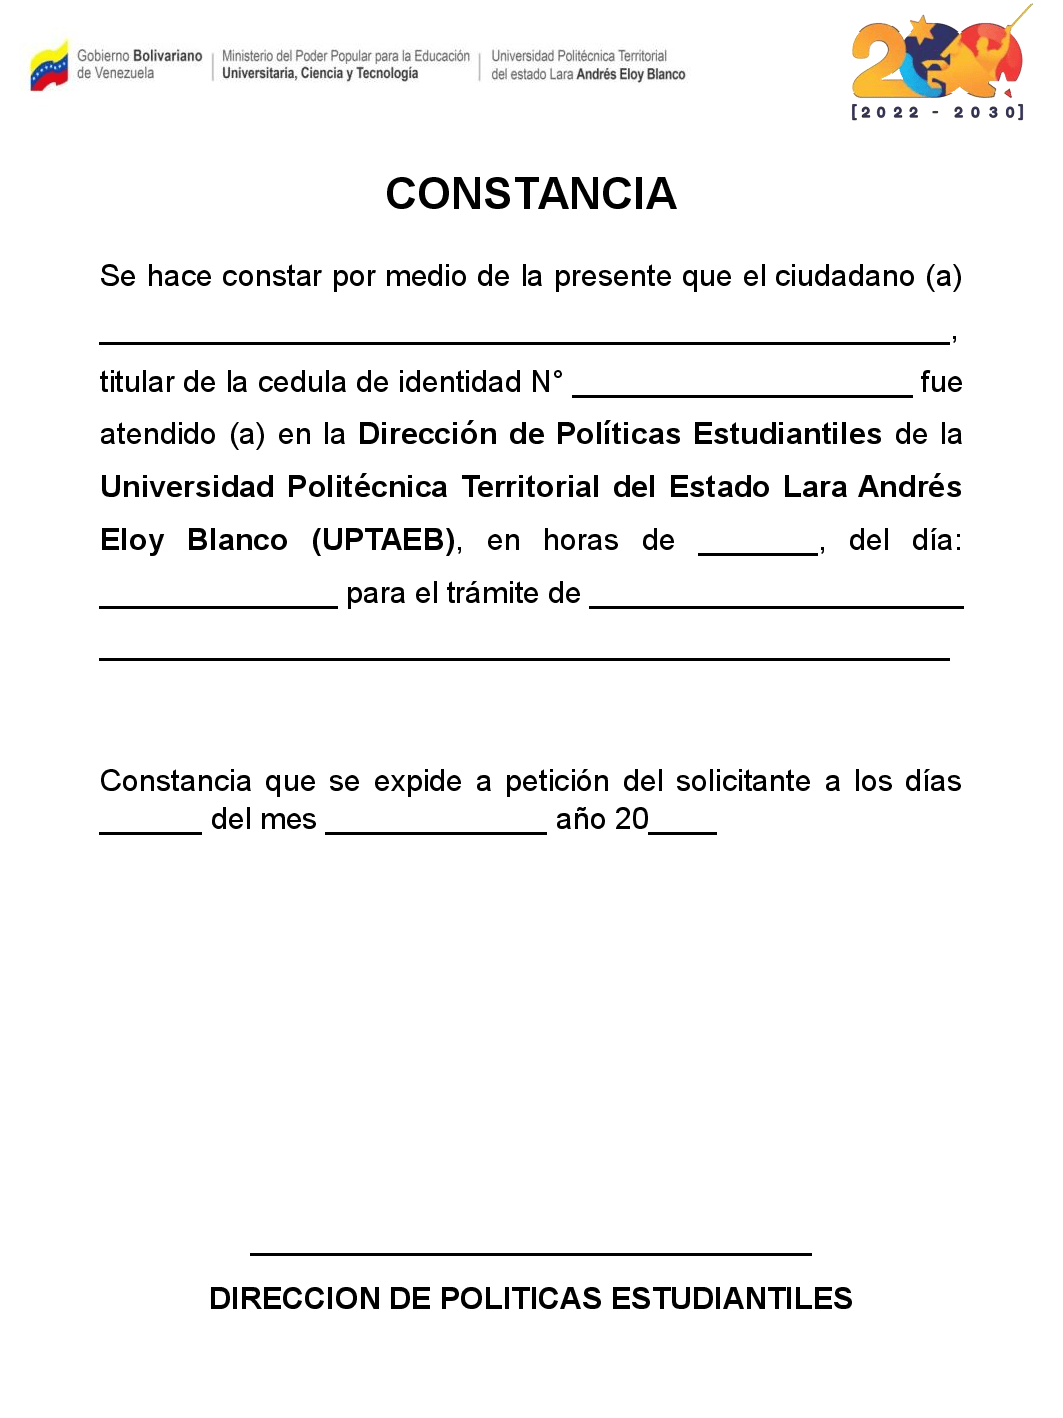 Gobierno Bolivariano de Venezuela
Ministerio del Poder Popular para la Educación Universitaria, Ciencia y Tecnología
Universidad Politécnica Territorial del estado Lara Andrés Eloy Blanco
200
[2022 - 2030]
CONSTANCIA
Se hace constar por medio de la presente que el ciudadano (a)
__________________________________________________,
titular de la cedula de identidad N° ____________________ fue
atendido (a) en la Dirección de Políticas Estudiantiles de la
Universidad Politécnica Territorial del Estado Lara Andrés
Eloy Blanco (UPTAEB), en horas de _______, del día:
______________ para el trámite de ______________________
__________________________________________________
Constancia que se expide a petición del solicitante a los días
______ del mes _____________ año 20____
_________________________________
DIRECCION DE POLITICAS ESTUDIANTILES